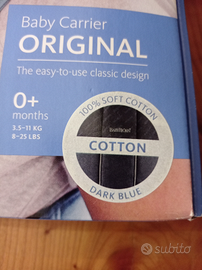 Baby Carrier
ORIGINAL
The easy-to-use classic design
0+
months
3,5-11 KG
8-25 LBS
100% SOFT COTTON
BABYBJÖRN
COTTON
DARK BLUE
subito